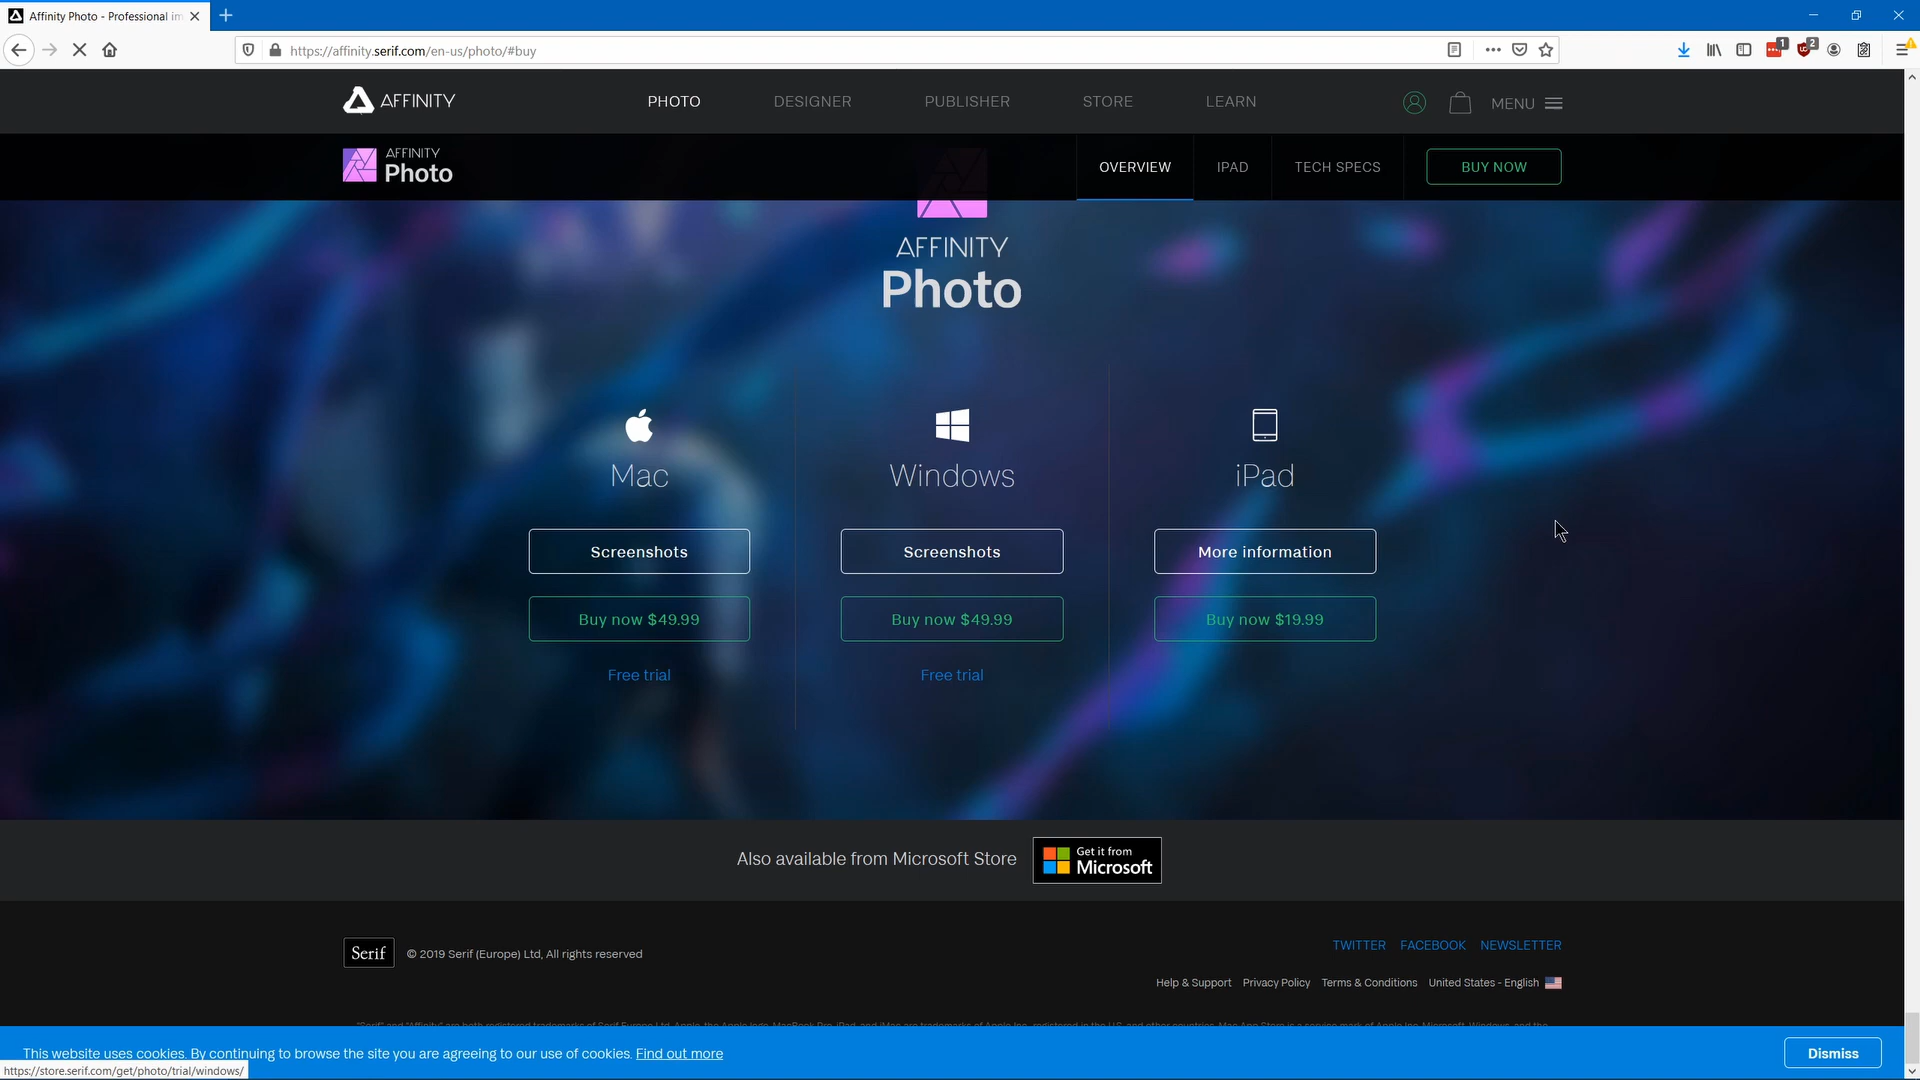 Affinity Photo - Professional im
https://affinity.serif.com/en-us/photo/#buy
1
2
AFFINITY
PHOTO
DESIGNER
PUBLISHER
STORE
LEARN
MENU
AFFINITY
Photo
OVERVIEW
IPAD
TECH SPECS
BUY NOW
AFFINITY
Photo
Mac
Windows
iPad
Screenshots
Screenshots
More information
Buy now $49.99
Buy now $49.99
Buy now $19.99
Free trial
Free trial
Also available from Microsoft Store
Get it from
Microsoft
Serif
© 2019 Serif (Europe) Ltd, All rights reserved
TWITTER
FACEBOOK
NEWSLETTER
Help & Support
Privacy Policy
Terms & Conditions
United States - English
This website uses cookies. By continuing to browse the site you are agreeing to our use of cookies. Find out more
Dismiss
https://store.serif.com/get/photo/trial/windows/